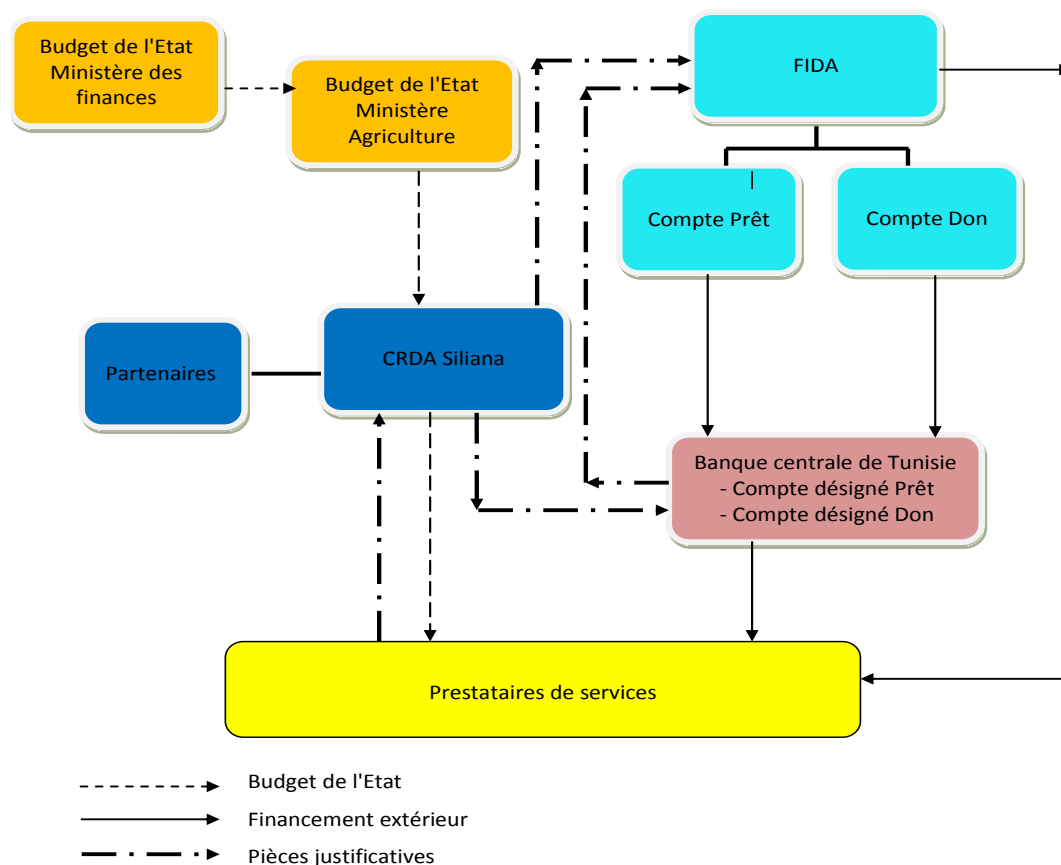 Budget de l'Etat
Ministère des
finances
Budget de l'Etat
Ministère
Agriculture
FIDA
Compte Prêt
Compte Don
Partenaires
CRDA Siliana
Banque centrale de Tunisie
- Compte désigné Prêt
- Compte désigné Don
Prestataires de services
Budget de l'Etat
Financement extérieur
Pièces justificatives